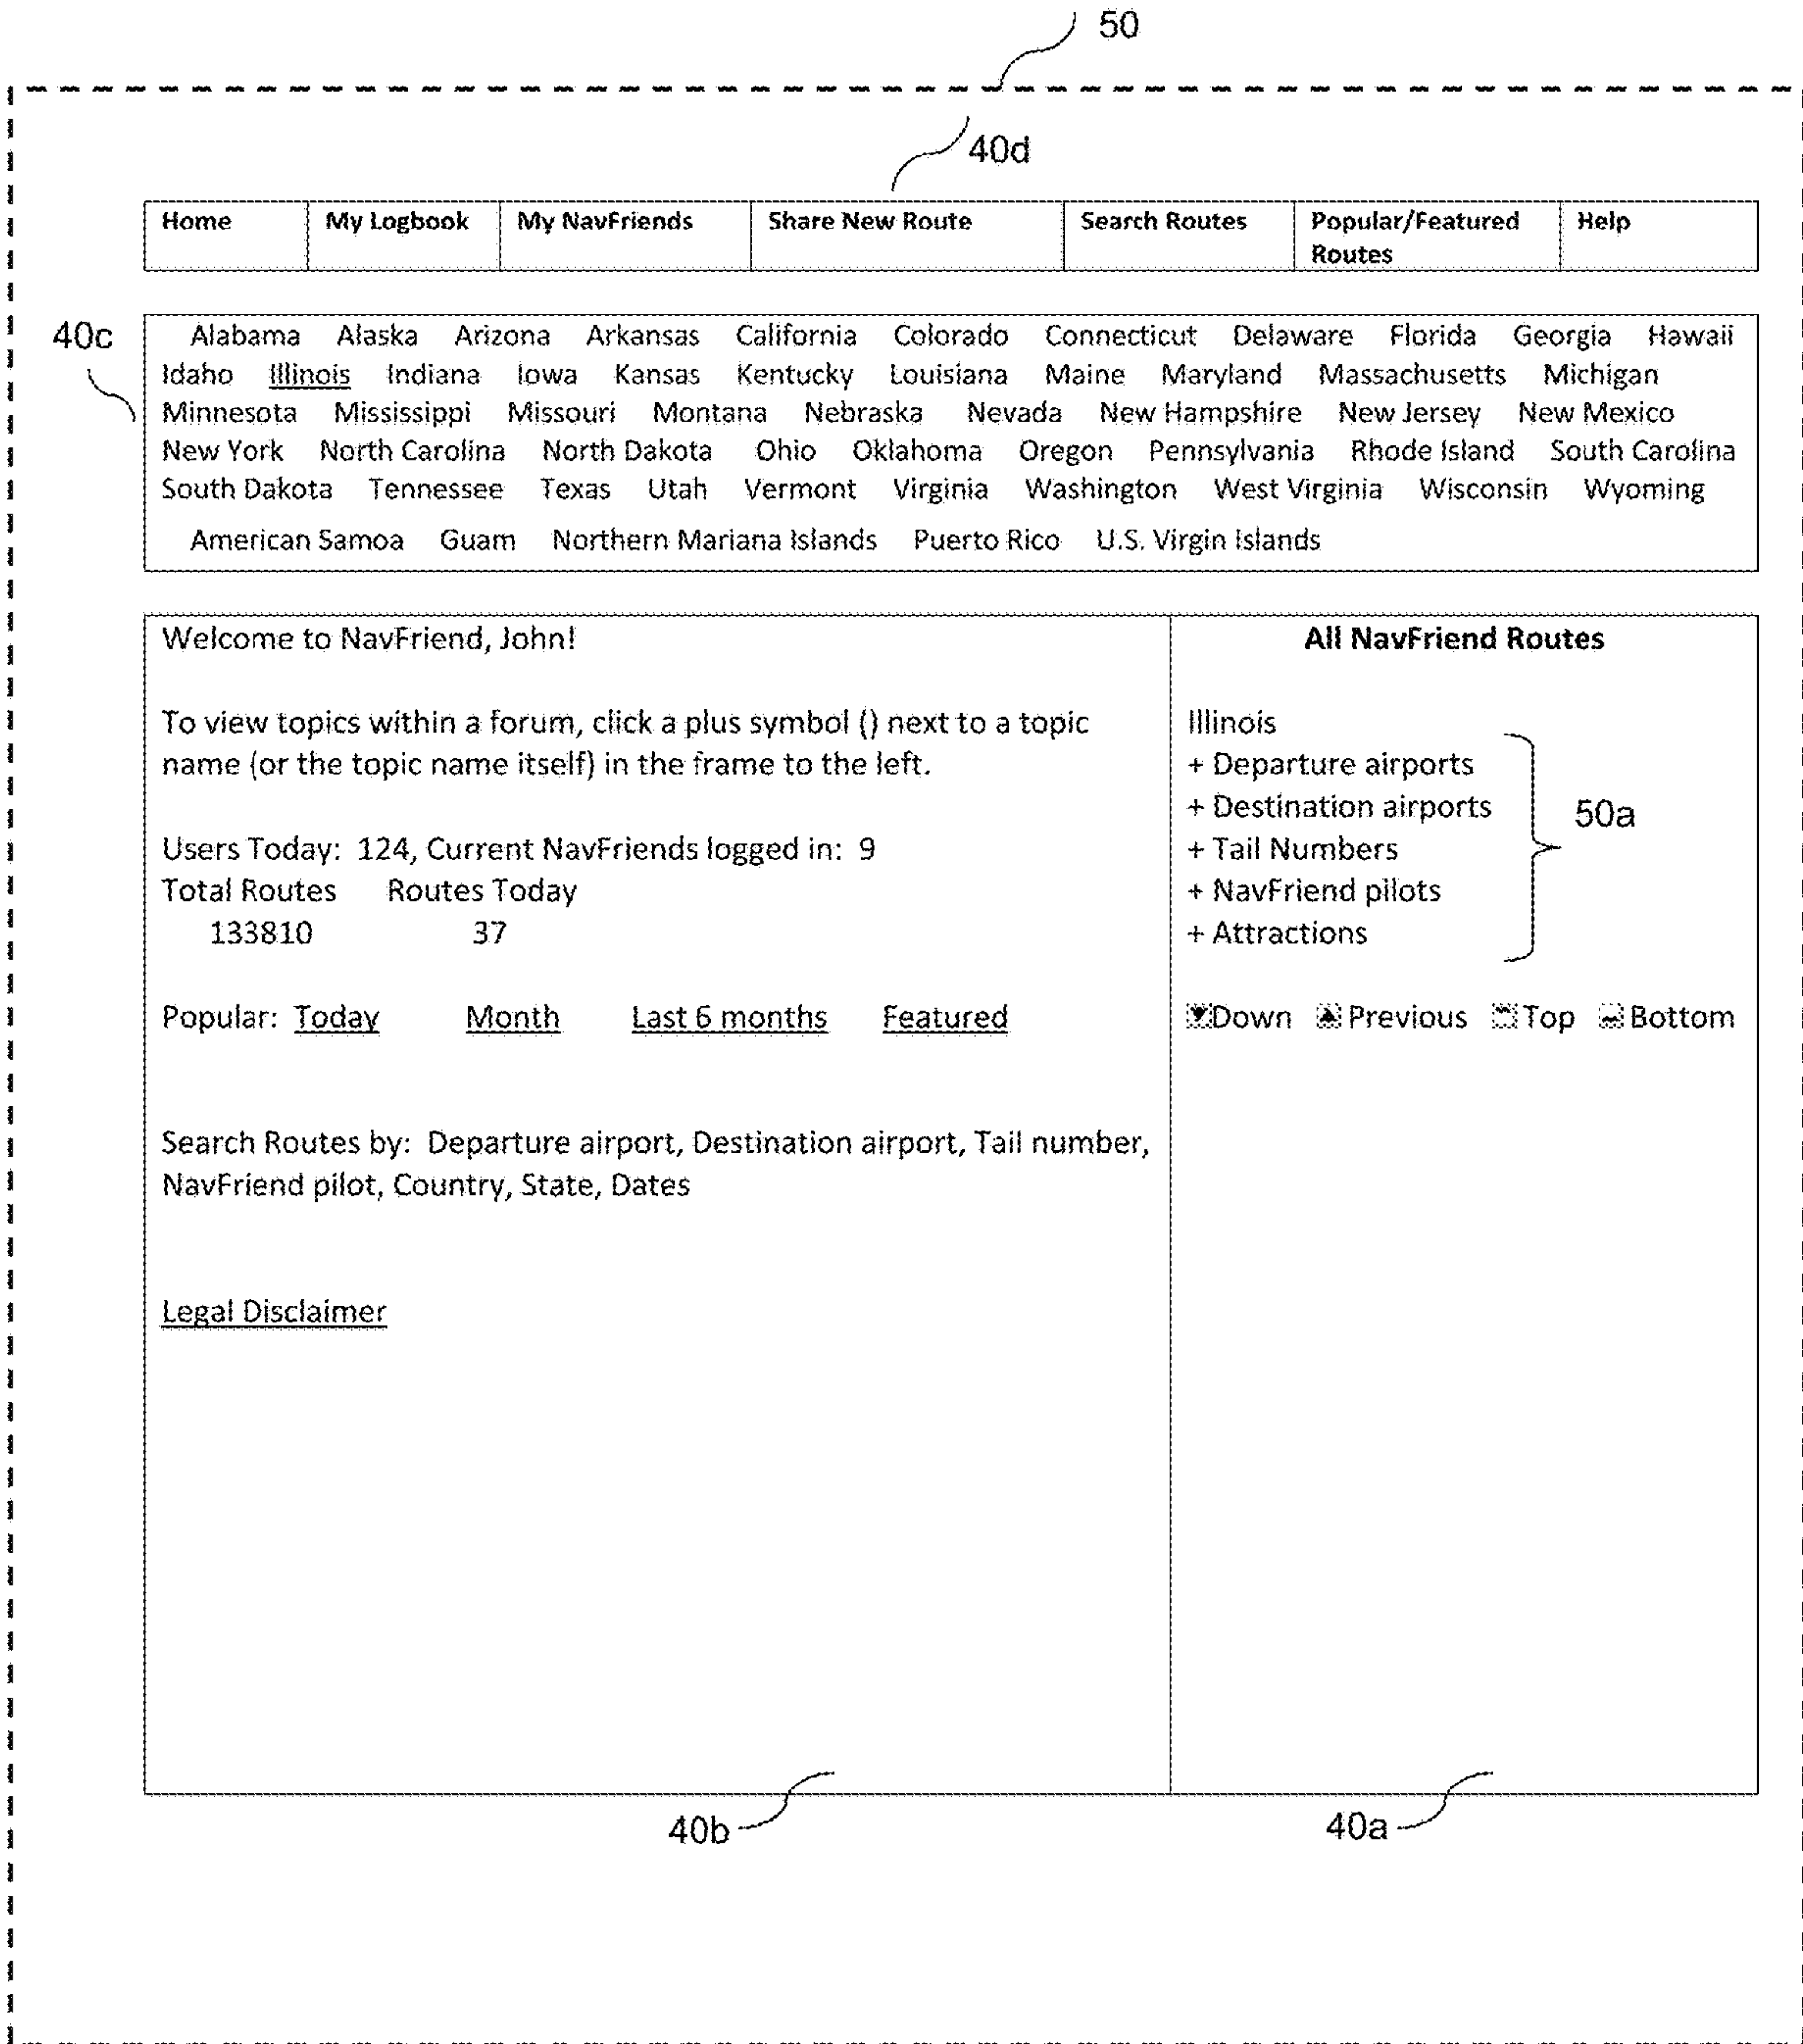 50
40d
Home My Logbook My NavFriends Share New Route Search Routes Popular/Featured Routes Help
40c
Alabama Alaska Arizona Arkansas California Colorado Connecticut Delaware Florida Georgia Hawaii
Idaho Illinois Indiana Iowa Kansas Kentucky Louisiana Maine Maryland Massachusetts Michigan
Minnesota Mississippi Missouri Montana Nebraska Nevada New Hampshire New Jersey New Mexico
New York North Carolina North Dakota Ohio Oklahoma Oregon Pennsylvania Rhode Island South Carolina
South Dakota Tennessee Texas Utah Vermont Virginia Washington West Virginia Wisconsin Wyoming
American Samoa Guam Northern Mariana Islands Puerto Rico U.S. Virgin Islands
Welcome to NavFriend, John!
To view topics within a forum, click a plus symbol () next to a topic
name (or the topic name itself) in the frame to the left.
Users Today: 124, Current NavFriends logged in: 9
Total Routes Routes Today
133810 37
Popular: Today Month Last 6 months Featured
Search Routes by: Departure airport, Destination airport, Tail number,
NavFriend pilot, Country, State, Dates
Legal Disclaimer
All NavFriend Routes
Illinois
+ Departure airports
+ Destination airports
+ Tail Numbers
+ NavFriend pilots
+ Attractions
50a
Down Previous Top Bottom
40b
40a